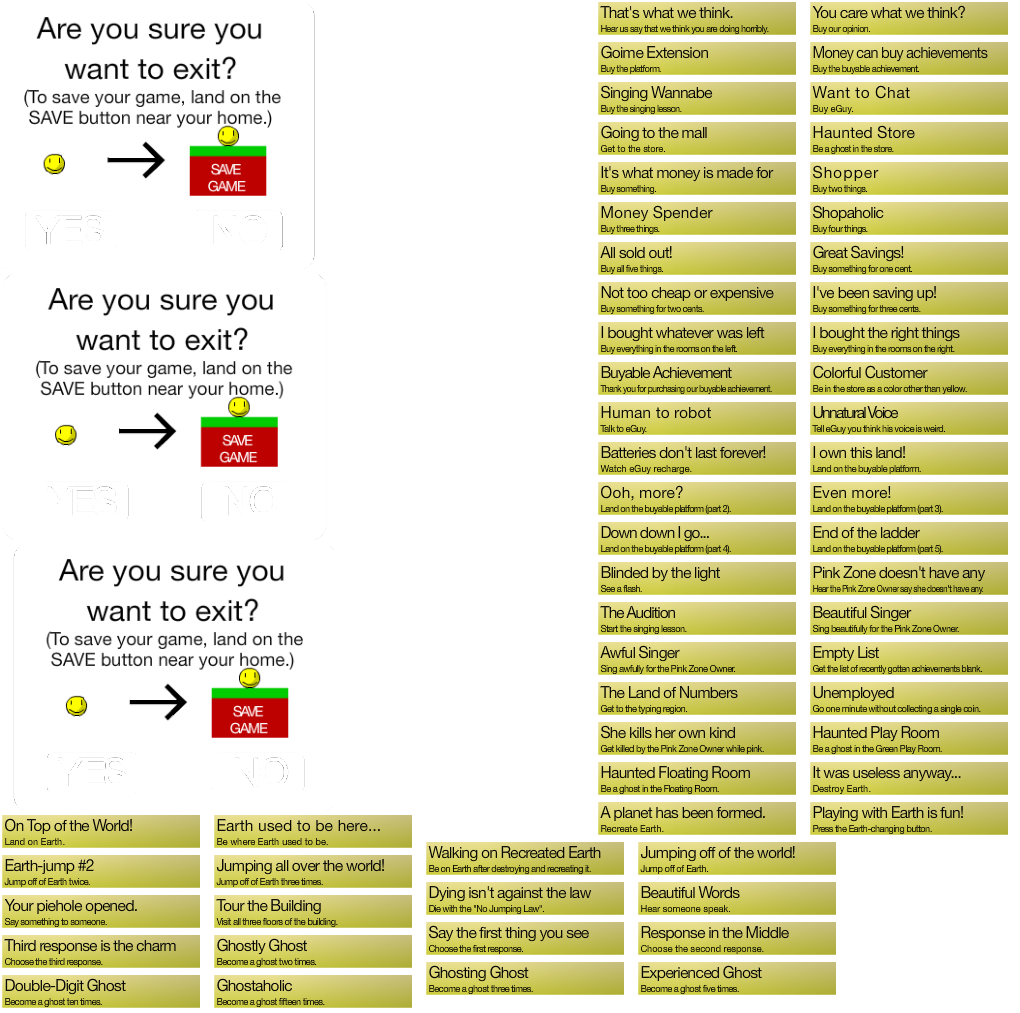 Are you sure you
want to exit?
(To save your game, land on the
SAVE button near your home.)
SAVE
GAME
YES
NO
Are you sure you
want to exit?
(To save your game, land on the
SAVE button near your home.)
SAVE
GAME
YES
NO
Are you sure you
want to exit?
(To save your game, land on the
SAVE button near your home.)
SAVE
GAME
YES
NO
That's what we think.
Hear us say that we think you are doing horribly.
You care what we think?
Buy our opinion.
Goime Extension
Buy the platform.
Money can buy achievements
Buy the buyable achievement.
Singing Wannabe
Buy the singing lesson.
Want to Chat
Buy eGuy.
Going to the mall
Get to the store.
Haunted Store
Be a ghost in the store.
It's what money is made for
Buy something.
Shopper
Buy two things.
Money Spender
Buy three things.
Shopaholic
Buy four things.
All sold out!
Buy all five things.
Great Savings!
Buy something for one cent.
Not too cheap or expensive
Buy something for two cents.
I've been saving up!
Buy something for three cents.
I bought whatever was left
Buy everything in the rooms on the left.
I bought the right things
Buy everything in the rooms on the right.
Buyable Achievement
Thank you for purchasing our buyable achievement.
Colorful Customer
Be in the store as a color other than yellow.
Human to robot
Talk to eGuy.
Unnatural Voice
Tell eGuy you think his voice is weird.
Batteries don't last forever!
Watch eGuy recharge.
I own this land!
Land on the buyable platform.
Ooh, more?
Land on the buyable platform (part 2).
Even more!
Land on the buyable platform (part 3).
Down down I go...
Land on the buyable platform (part 4).
End of the ladder
Land on the buyable platform (part 5).
Blinded by the light
See a flash.
Pink Zone doesn't have any
Hear the Pink Zone Owner say she doesn't have any.
The Audition
Start the singing lesson.
Beautiful Singer
Sing beautifully for the Pink Zone Owner.
Awful Singer
Sing awfully for the Pink Zone Owner.
Empty List
Get the list of recently gotten achievements blank.
The Land of Numbers
Get to the typing region.
Unemployed
Go one minute without collecting a single coin.
She kills her own kind
Get killed by the Pink Zone Owner while pink.
Haunted Play Room
Be a ghost in the Green Play Room.
Haunted Floating Room
Be a ghost in the Floating Room.
It was useless anyway...
Destroy Earth.
A planet has been formed.
Recreate Earth.
Playing with Earth is fun!
Press the Earth-changing button.
On Top of the World!
Land on Earth.
Earth used to be here...
Be where Earth used to be.
Earth-jump #2
Jump off of Earth twice.
Jumping all over the world!
Jump off of Earth three times.
Your piehole opened.
Say something to someone.
Tour the Building
Visit all three floors of the building.
Third response is the charm
Choose the third response.
Ghostly Ghost
Become a ghost two times.
Double-Digit Ghost
Become a ghost ten times.
Ghostaholic
Become a ghost fifteen times.
Walking on Recreated Earth
Be on Earth after destroying and recreating it.
Jumping off of the world!
Jump off of Earth.
Dying isn't against the law
Die with the "No Jumping Law".
Beautiful Words
Hear someone speak.
Say the first thing you see
Choose the first response.
Response in the Middle
Choose the second response.
Ghosting Ghost
Become a ghost three times.
Experienced Ghost
Become a ghost five times.